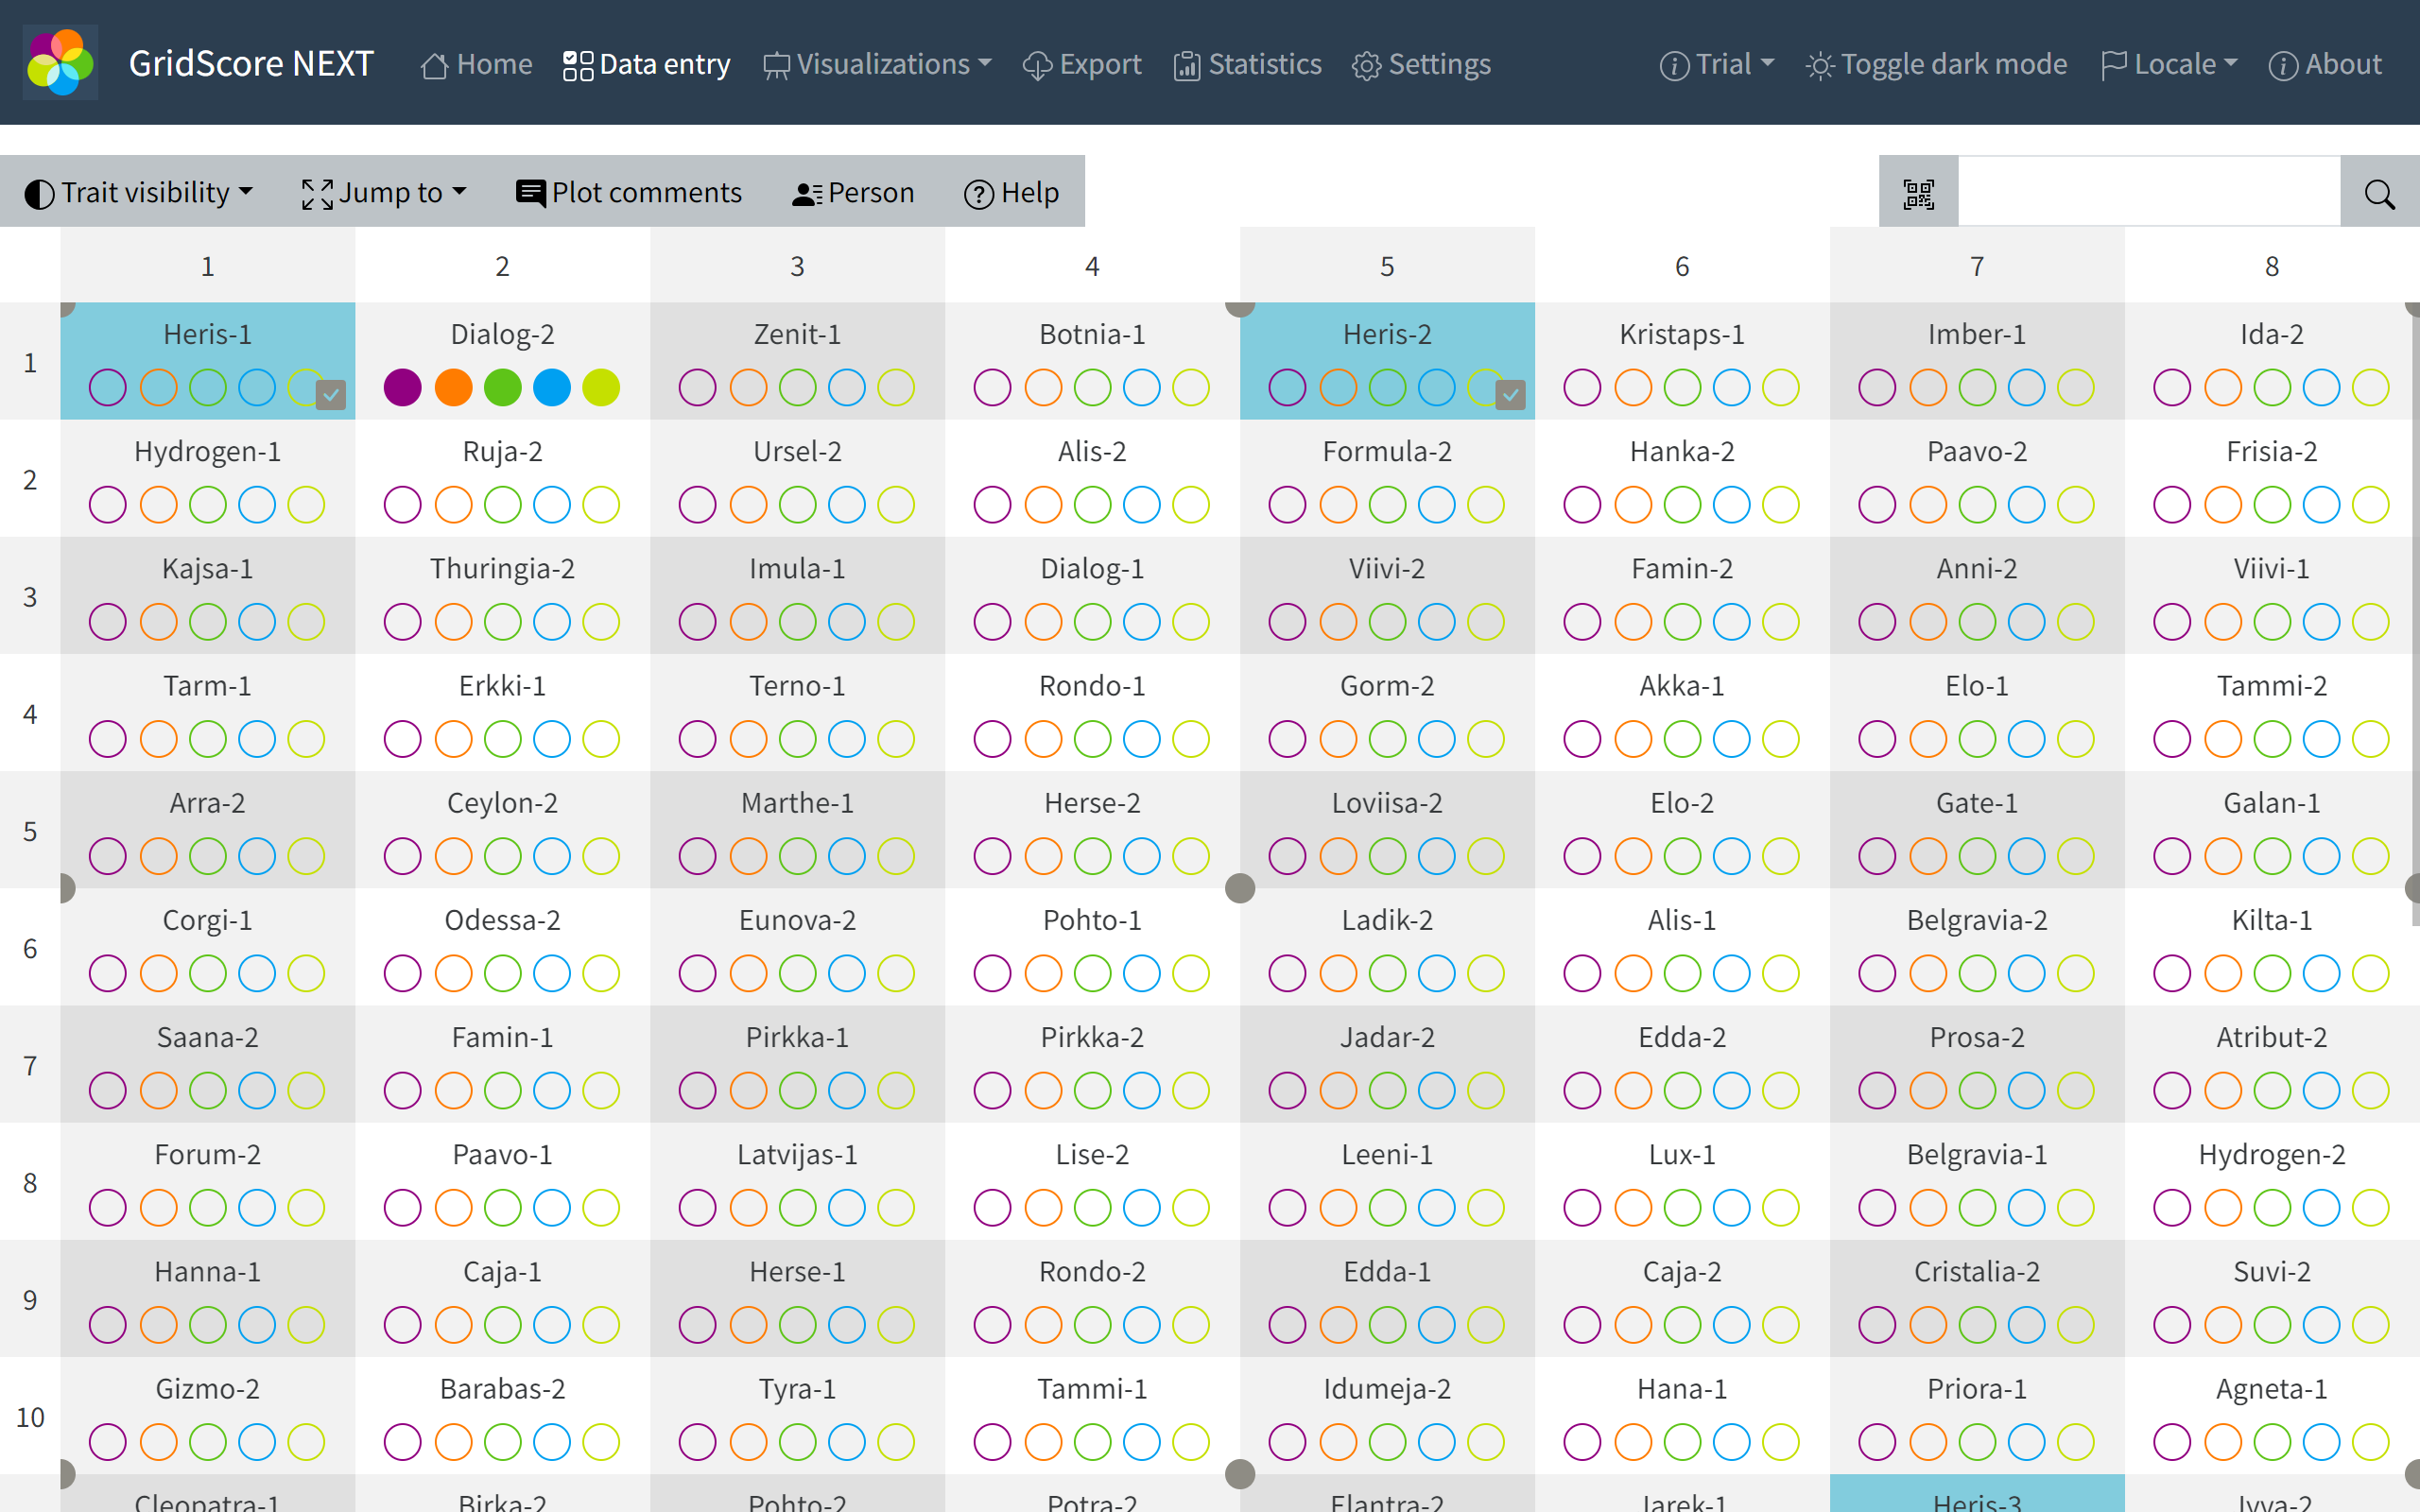 GridScore NEXT Home Data entry Visualizations Export Statistics Settings Trial Toggle dark mode Locale About
Trait visibility Jump to Plot comments Person Help
1 2 3 4 5 6 7 8
1 Heris-1 Dialog-2 Zenit-1 Botnia-1 Heris-2 Kristaps-1 Imber-1 Ida-2
2 Hydrogen-1 Ruja-2 Ursel-2 Alis-2 Formula-2 Hanka-2 Paavo-2 Frisia-2
3 Kajsa-1 Thuringia-2 Imula-1 Dialog-1 Viivi-2 Famin-2 Anni-2 Viivi-1
4 Tarm-1 Erkki-1 Terno-1 Rondo-1 Gorm-2 Akka-1 Elo-1 Tammi-2
5 Arra-2 Ceylon-2 Marthe-1 Herse-2 Loviisa-2 Elo-2 Gate-1 Galan-1
6 Corgi-1 Odessa-2 Eunova-2 Pohto-1 Ladik-2 Alis-1 Belgravia-2 Kilta-1
7 Saana-2 Famin-1 Pirkka-1 Pirkka-2 Jadar-2 Edda-2 Prosa-2 Atribut-2
8 Forum-2 Paavo-1 Latvijas-1 Lise-2 Leeni-1 Lux-1 Belgravia-1 Hydrogen-2
9 Hanna-1 Caja-1 Herse-1 Rondo-2 Edda-1 Caja-2 Cristalia-2 Suvi-2
10 Gizmo-2 Barabas-2 Tyra-1 Tammi-1 Idumeja-2 Hana-1 Priora-1 Agneta-1
Cleopatra-1 Birka-2 Pohto-2 Potra-2 Elantra-2 Jarek-1 Heris-3